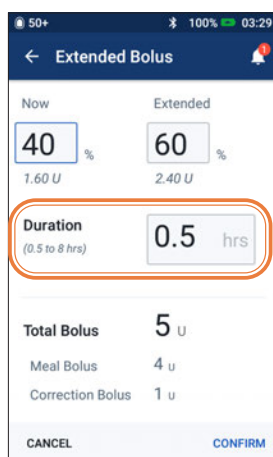 50+ 100% 03:29
← Extended Bolus 1
Now Extended
40 % 60 %
1.60 U 2.40 U
Duration 0.5 hrs
(0.5 to 8 hrs)
Total Bolus 5 U
Meal Bolus 4 U
Correction Bolus 1 U
CANCEL CONFIRM